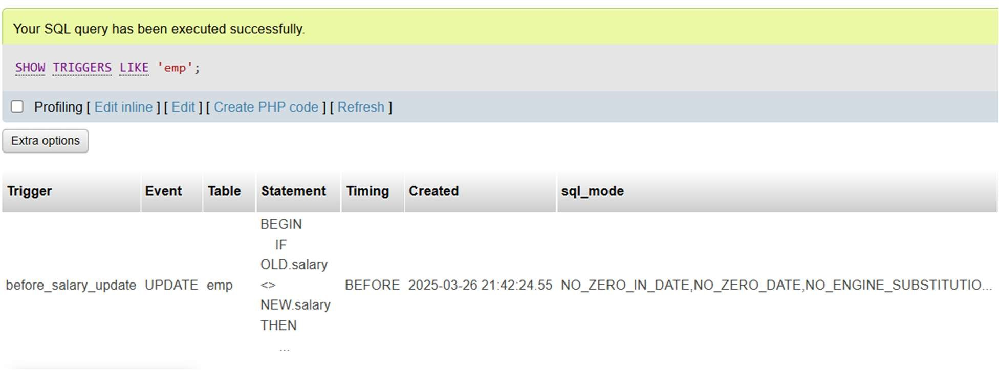 Your SQL query has been executed successfully.
SHOW TRIGGERS LIKE 'emp';
Profiling [ Edit inline ] [ Edit ] [ Create PHP code ] [ Refresh ]
Extra options
Trigger Event Table Statement Timing Created sql_mode
BEGIN
IF
OLD.salary
before_salary_update UPDATE emp <> BEFORE 2025-03-26 21:42:24.55 NO_ZERO_IN_DATE,NO_ZERO_DATE,NO_ENGINE_SUBSTITUTIO...
NEW.salary
THEN
...